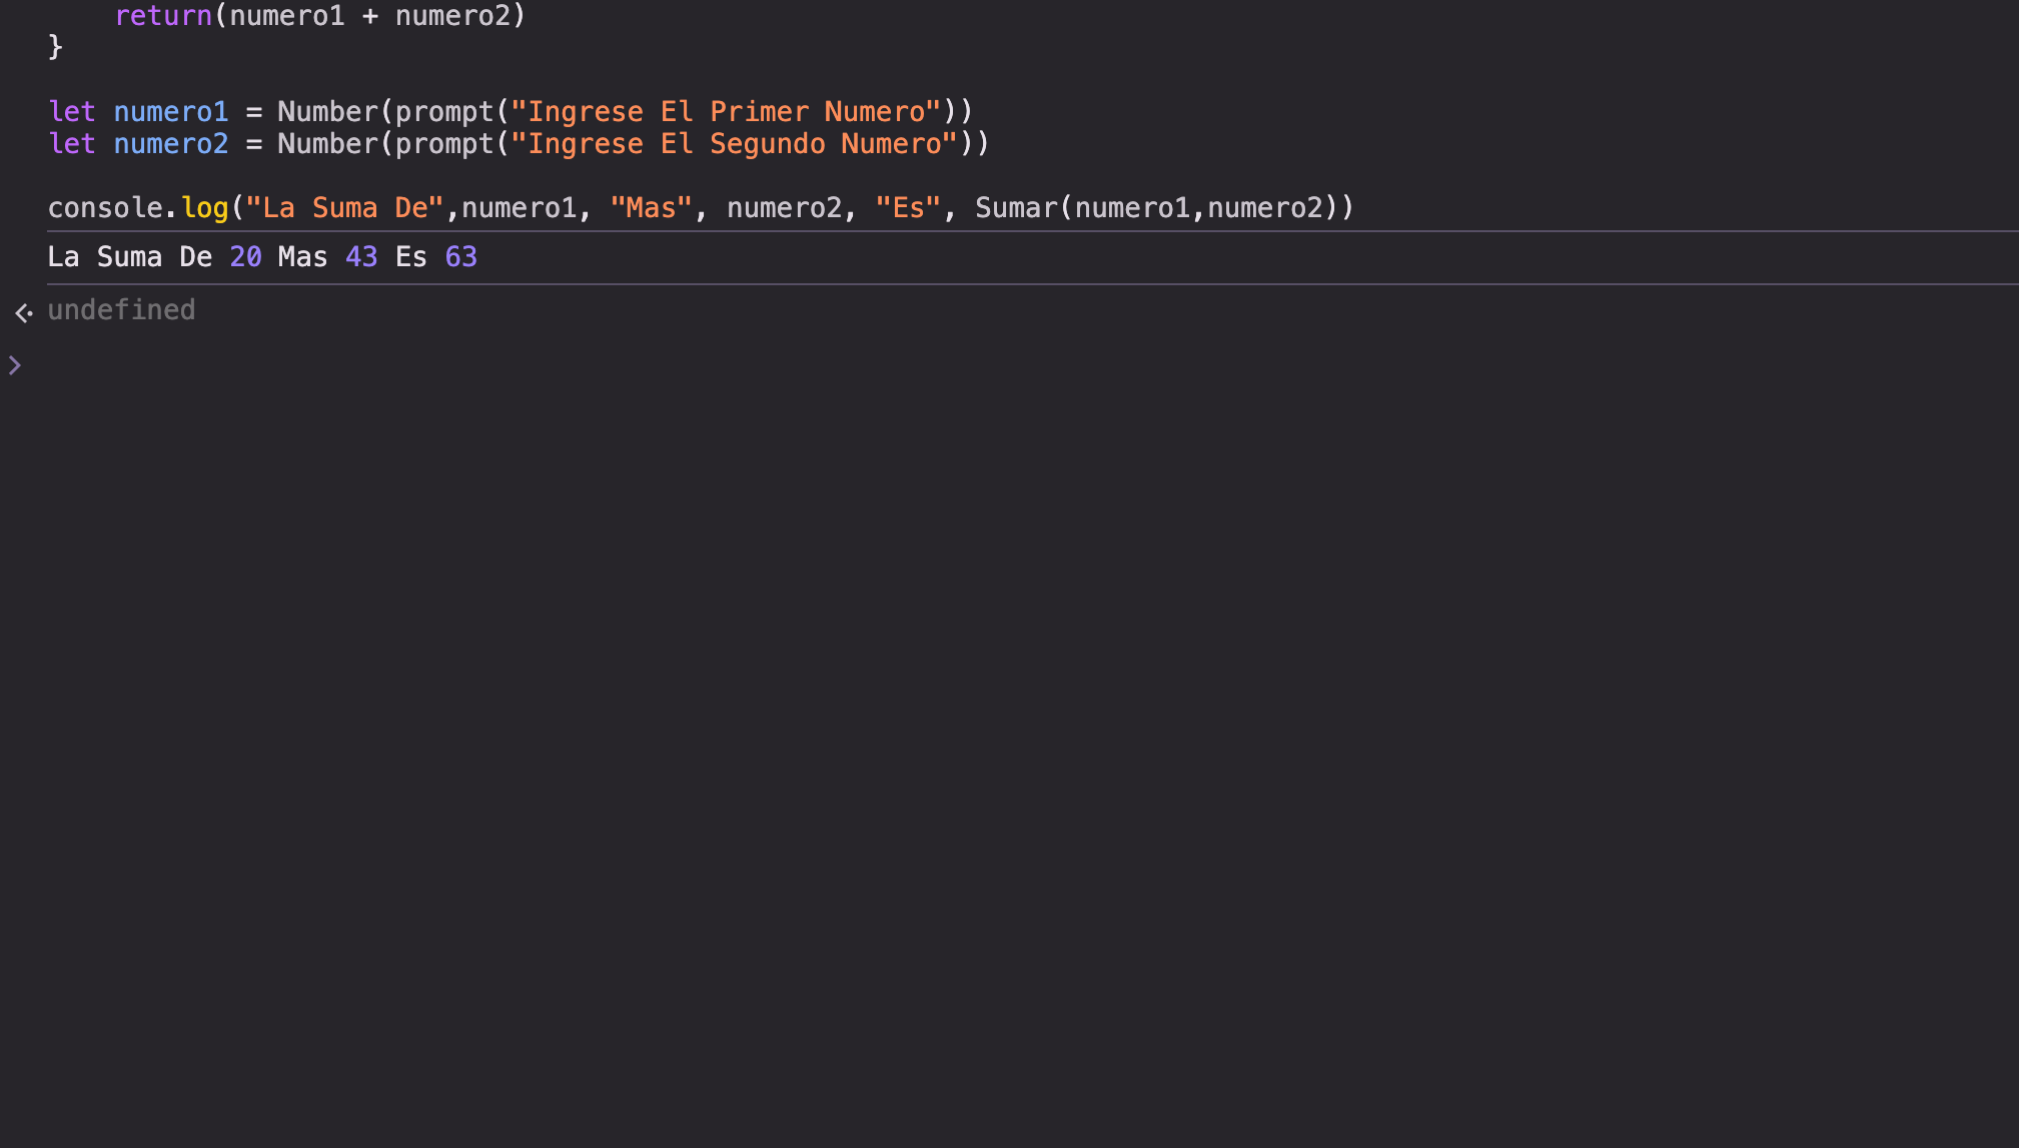 return(numero1 + numero2)
}
let numero1 = Number(prompt("Ingrese El Primer Numero"))
let numero2 = Number(prompt("Ingrese El Segundo Numero"))
console.log("La Suma De",numero1, "Mas", numero2, "Es", Sumar(numero1,numero2))
La Suma De 20 Mas 43 Es 63
undefined